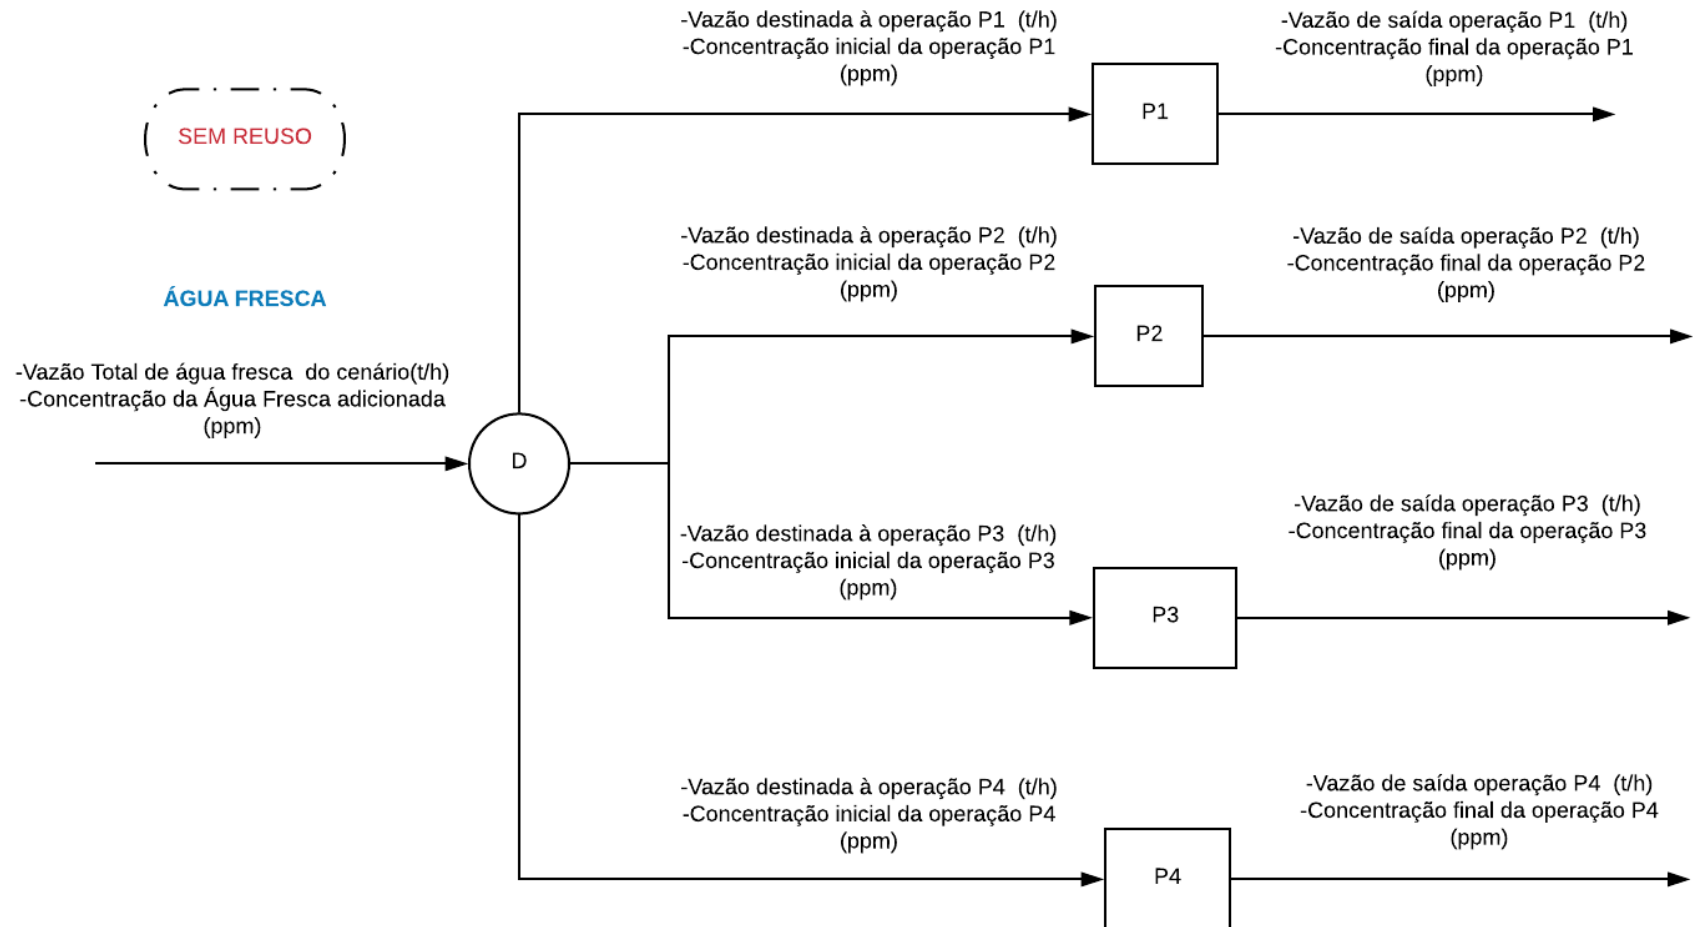 -Vazão destinada à operação P1 (t/h)
-Concentração inicial da operação P1
(ppm)
-Vazão de saída operação P1 (t/h)
-Concentração final da operação P1
(ppm)
P1
SEM REUSO
-Vazão destinada à operação P2 (t/h)
-Concentração inicial da operação P2
(ppm)
-Vazão de saída operação P2 (t/h)
-Concentração final da operação P2
(ppm)
P2
ÁGUA FRESCA
-Vazão Total de água fresca do cenário(t/h)
-Concentração da Água Fresca adicionada
(ppm)
D
-Vazão destinada à operação P3 (t/h)
-Concentração inicial da operação P3
(ppm)
-Vazão de saída operação P3 (t/h)
-Concentração final da operação P3
(ppm)
P3
-Vazão destinada à operação P4 (t/h)
-Concentração inicial da operação P4
(ppm)
-Vazão de saída operação P4 (t/h)
-Concentração final da operação P4
(ppm)
P4